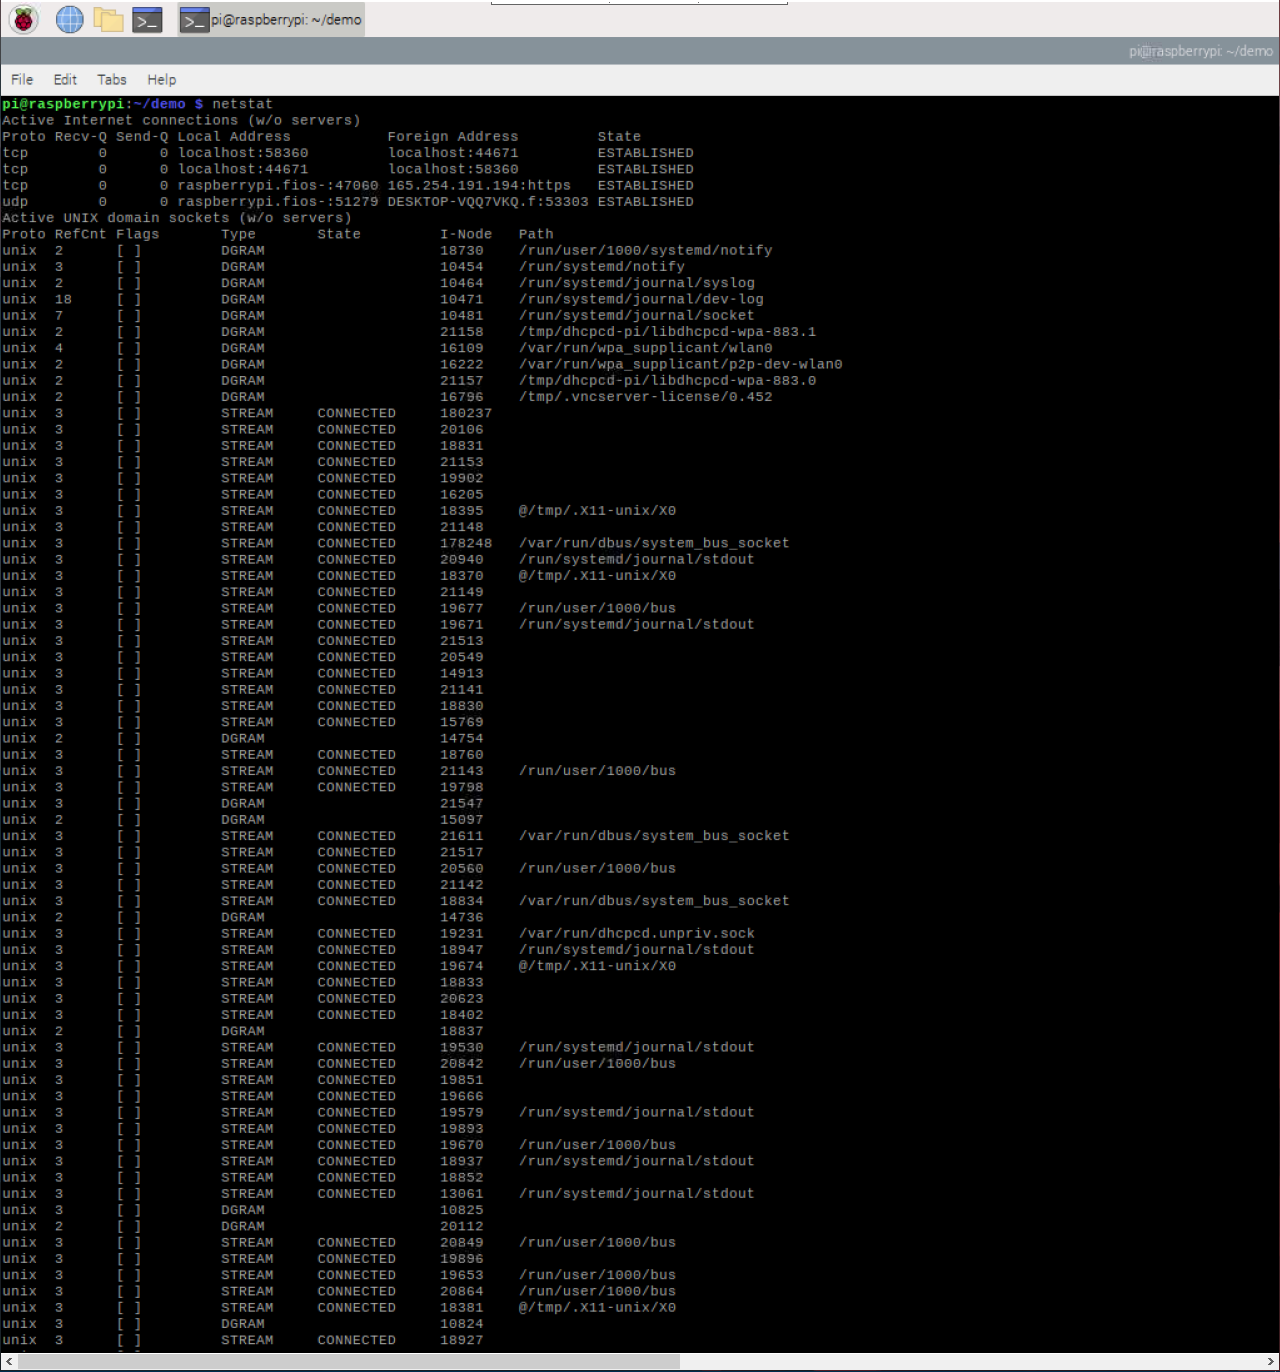 pi@raspberrypi: ~/demo
pi@raspberrypi: ~/demo
File Edit Tabs Help
pi@raspberrypi:~/demo $ netstat
Active Internet connections (w/o servers)
Proto Recv-Q Send-Q Local Address           Foreign Address         State
tcp        0      0 localhost:58360         localhost:44671         ESTABLISHED
tcp        0      0 localhost:44671         localhost:58360         ESTABLISHED
tcp        0      0 raspberrypi.fios-:47060 165.254.191.194:https   ESTABLISHED
udp        0      0 raspberrypi.fios-:51279 DESKTOP-VQQ7VKQ.f:53303 ESTABLISHED
Active UNIX domain sockets (w/o servers)
Proto RefCnt Flags       Type       State         I-Node   Path
unix  2      [ ]         DGRAM                    18730    /run/user/1000/systemd/notify
unix  3      [ ]         DGRAM                    10454    /run/systemd/notify
unix  2      [ ]         DGRAM                    10464    /run/systemd/journal/syslog
unix  18     [ ]         DGRAM                    10471    /run/systemd/journal/dev-log
unix  7      [ ]         DGRAM                    10481    /run/systemd/journal/socket
unix  2      [ ]         DGRAM                    21158    /tmp/dhcpcd-pi/libdhcpcd-wpa-883.1
unix  4      [ ]         DGRAM                    16109    /var/run/wpa_supplicant/wlan0
unix  2      [ ]         DGRAM                    16222    /var/run/wpa_supplicant/p2p-dev-wlan0
unix  2      [ ]         DGRAM                    21157    /tmp/dhcpcd-pi/libdhcpcd-wpa-883.0
unix  2      [ ]         DGRAM                    16796    /tmp/.vncserver-license/0.452
unix  3      [ ]         STREAM     CONNECTED     180237
unix  3      [ ]         STREAM     CONNECTED     20106
unix  3      [ ]         STREAM     CONNECTED     18831
unix  3      [ ]         STREAM     CONNECTED     21153
unix  3      [ ]         STREAM     CONNECTED     19902
unix  3      [ ]         STREAM     CONNECTED     16205
unix  3      [ ]         STREAM     CONNECTED     18395    @/tmp/.X11-unix/X0
unix  3      [ ]         STREAM     CONNECTED     21148
unix  3      [ ]         STREAM     CONNECTED     178248   /var/run/dbus/system_bus_socket
unix  3      [ ]         STREAM     CONNECTED     20940    /run/systemd/journal/stdout
unix  3      [ ]         STREAM     CONNECTED     18370    @/tmp/.X11-unix/X0
unix  3      [ ]         STREAM     CONNECTED     21149
unix  3      [ ]         STREAM     CONNECTED     19677    /run/user/1000/bus
unix  3      [ ]         STREAM     CONNECTED     19671    /run/systemd/journal/stdout
unix  3      [ ]         STREAM     CONNECTED     21513
unix  3      [ ]         STREAM     CONNECTED     20549
unix  3      [ ]         STREAM     CONNECTED     14913
unix  3      [ ]         STREAM     CONNECTED     21141
unix  3      [ ]         STREAM     CONNECTED     18830
unix  3      [ ]         STREAM     CONNECTED     15769
unix  2      [ ]         DGRAM                    14754
unix  3      [ ]         STREAM     CONNECTED     18760
unix  3      [ ]         STREAM     CONNECTED     21143    /run/user/1000/bus
unix  3      [ ]         STREAM     CONNECTED     19798
unix  3      [ ]         DGRAM                    21547
unix  2      [ ]         DGRAM                    15097
unix  3      [ ]         STREAM     CONNECTED     21611    /var/run/dbus/system_bus_socket
unix  3      [ ]         STREAM     CONNECTED     21517
unix  3      [ ]         STREAM     CONNECTED     20560    /run/user/1000/bus
unix  3      [ ]         STREAM     CONNECTED     21142
unix  3      [ ]         STREAM     CONNECTED     18834    /var/run/dbus/system_bus_socket
unix  2      [ ]         DGRAM                    14736
unix  3      [ ]         STREAM     CONNECTED     19231    /var/run/dhcpcd.unpriv.sock
unix  3      [ ]         STREAM     CONNECTED     18947    /run/systemd/journal/stdout
unix  3      [ ]         STREAM     CONNECTED     19674    @/tmp/.X11-unix/X0
unix  3      [ ]         STREAM     CONNECTED     18833
unix  3      [ ]         STREAM     CONNECTED     20623
unix  3      [ ]         STREAM     CONNECTED     18402
unix  2      [ ]         DGRAM                    18837
unix  3      [ ]         STREAM     CONNECTED     19530    /run/systemd/journal/stdout
unix  3      [ ]         STREAM     CONNECTED     20842    /run/user/1000/bus
unix  3      [ ]         STREAM     CONNECTED     19851
unix  3      [ ]         STREAM     CONNECTED     19666
unix  3      [ ]         STREAM     CONNECTED     19579    /run/systemd/journal/stdout
unix  3      [ ]         STREAM     CONNECTED     19893
unix  3      [ ]         STREAM     CONNECTED     19670    /run/user/1000/bus
unix  3      [ ]         STREAM     CONNECTED     18937    /run/systemd/journal/stdout
unix  3      [ ]         STREAM     CONNECTED     18852
unix  3      [ ]         STREAM     CONNECTED     13061    /run/systemd/journal/stdout
unix  3      [ ]         DGRAM                    10825
unix  2      [ ]         DGRAM                    20112
unix  3      [ ]         STREAM     CONNECTED     20849    /run/user/1000/bus
unix  3      [ ]         STREAM     CONNECTED     19896
unix  3      [ ]         STREAM     CONNECTED     19653    /run/user/1000/bus
unix  3      [ ]         STREAM     CONNECTED     20864    /run/user/1000/bus
unix  3      [ ]         STREAM     CONNECTED     18381    @/tmp/.X11-unix/X0
unix  3      [ ]         DGRAM                    10824
unix  3      [ ]         STREAM     CONNECTED     18927